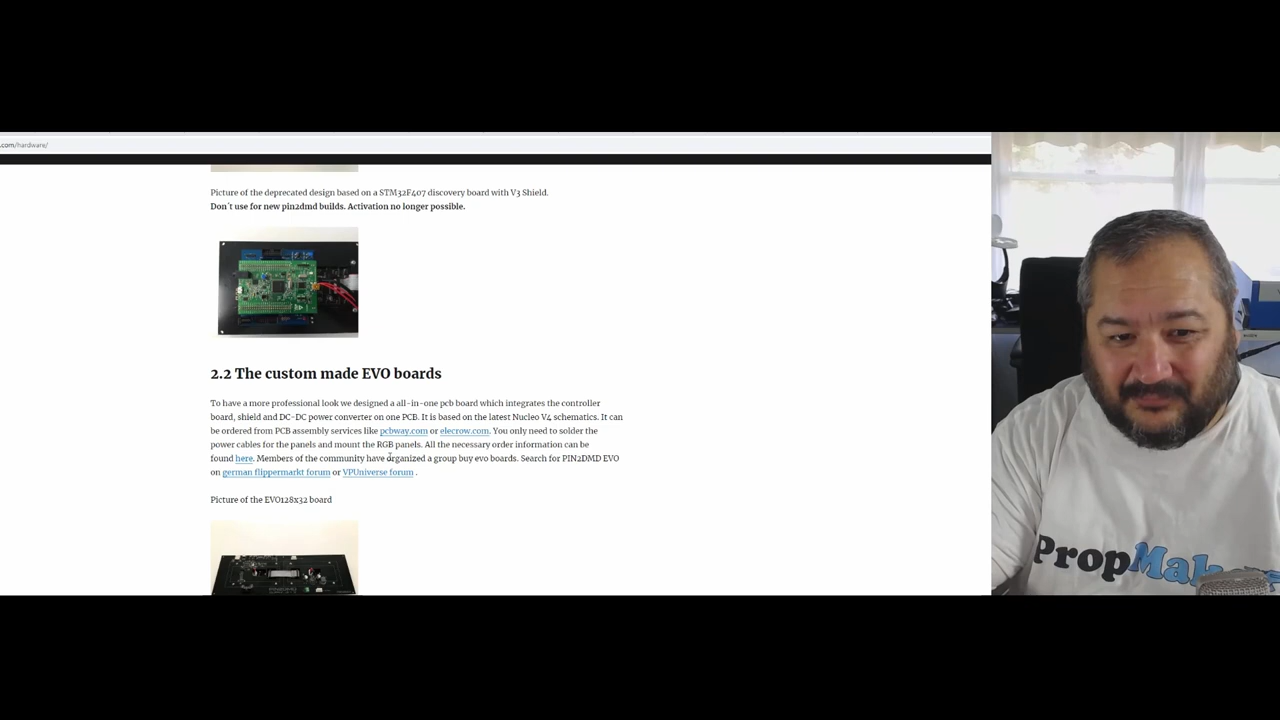 .com/hardware/
Picture of the deprecated design based on a STM32F407 discovery board with V3 Shield.
Don´t use for new pin2dmd builds. Activation no longer possible.
2.2 The custom made EVO boards
To have a more professional look we designed a all-in-one pcb board which integrates the controller
board, shield and DC-DC power converter on one PCB. It is based on the latest Nucleo V4 schematics. It can
be ordered from PCB assembly services like pcbway.com or elecrow.com. You only need to solder the
power cables for the panels and mount the RGB panels. All the necessary order information can be
found here. Members of the community have organized a group buy evo boards. Search for PIN2DMD EVO
on german flippermarkt forum or VPUniverse forum .
Picture of the EVO128x32 board